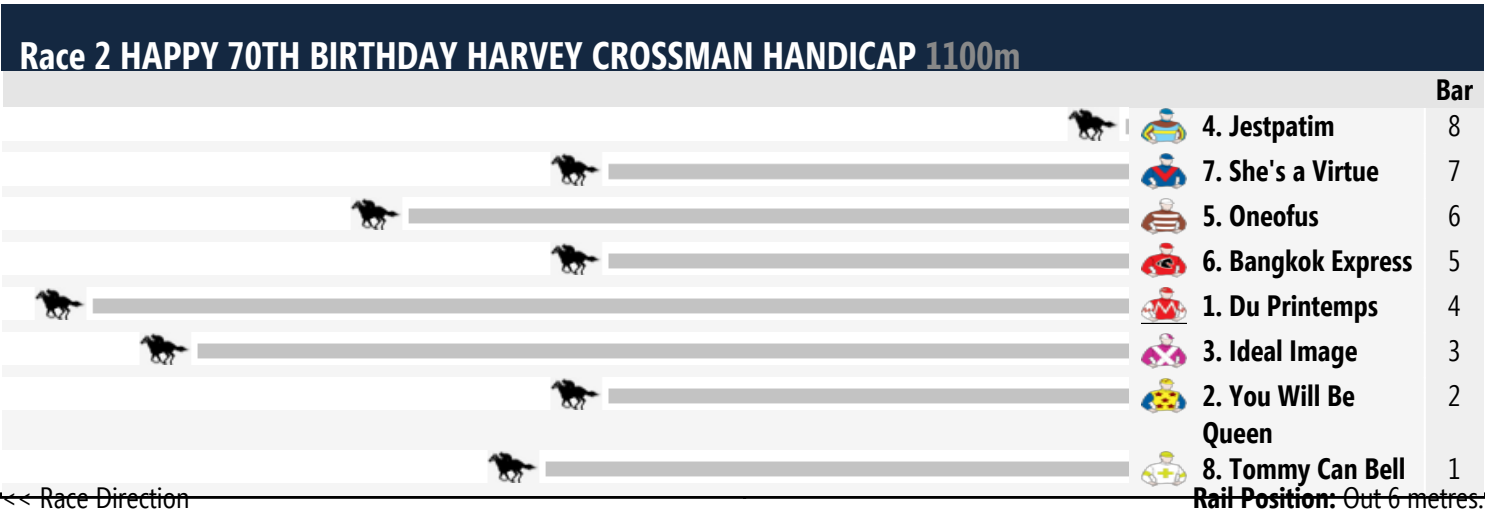 Race 2 HAPPY 70TH BIRTHDAY HARVEY CROSSMAN HANDICAP 1100m
Bar
4. Jestpatim 8
7. She's a Virtue 7
5. Oneofus 6
6. Bangkok Express 5
1. Du Printemps 4
3. Ideal Image 3
2. You Will Be 2
Queen
8. Tommy Can Bell 1
<< Race Direction Rail Position: Out 6 metres.